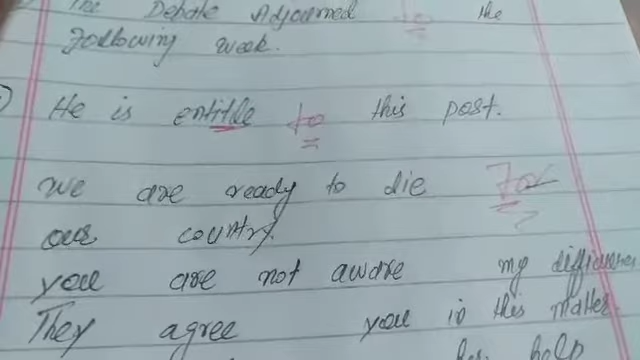 The Debate Adjourned to the
following week.
He is entitle to this post.
we are ready to die For
our country.
you are not aware my
They agree you in this matter.
help